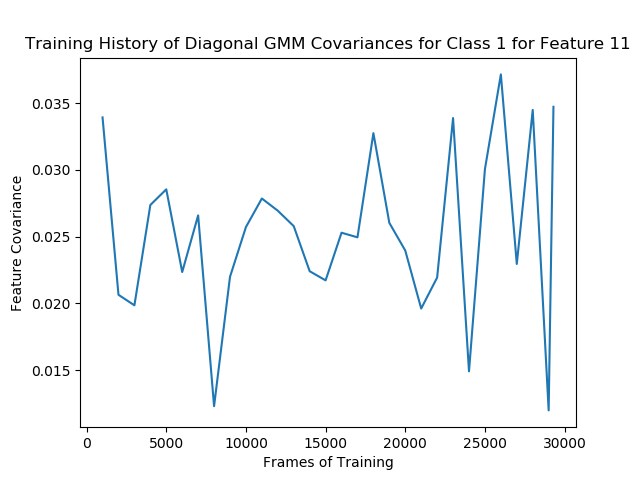 Training History of Diagonal GMM Covariances for Class 1 for Feature 11
0.035
0.030
0.025
0.020
0.015
Feature Covariance
0 5000 10000 15000 20000 25000 30000
Frames of Training